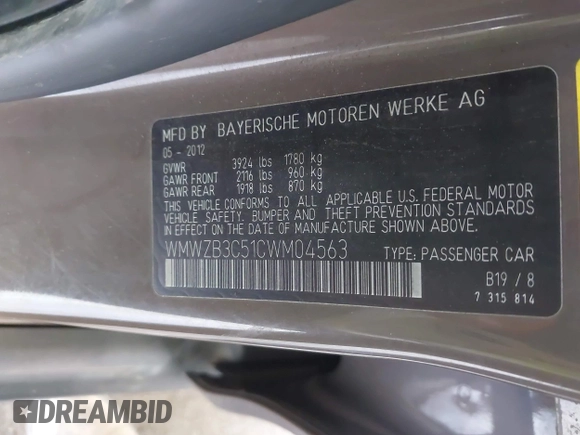 MFD BY BAYERISCHE MOTOREN WERKE AG
05 - 2012
GVWR 3924 lbs 1780 kg
GAWR FRONT 2116 lbs 960 kg
GAWR REAR 1918 lbs 870 kg
THIS VEHICLE CONFORMS TO ALL APPLICABLE U.S. FEDERAL MOTOR
VEHICLE SAFETY, BUMPER AND THEFT PREVENTION STANDARDS
IN EFFECT ON THE DATE OF MANUFACTURE SHOWN ABOVE.
WMWZB3C51CWM04563 TYPE: PASSENGER CAR
B19 / 8
7 315 814
DREAMBID